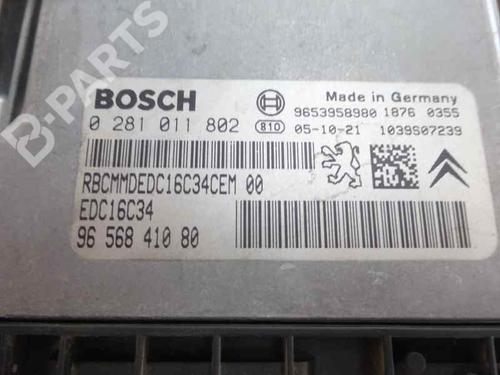 B-PARTS
BOSCH
Made in Germany
9653958980 1876 0355
0 281 011 802 810 05-10-21 1039S07239
RBCMMDEDC16C34CEM 00
EDC16C34
96 568 410 80